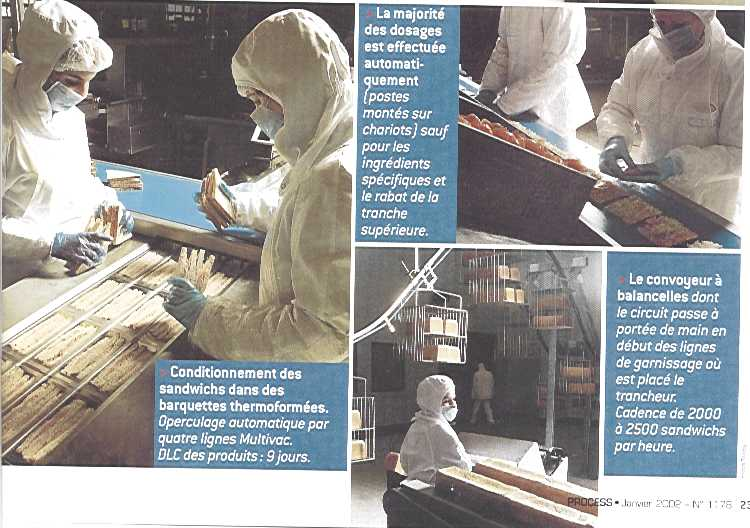 > La majorité
des dosages
est effectuée
automati-
quement
(postes
montés sur
chariots) sauf
pour les
ingrédients
spécifiques et
le rabat de la
tranche
supérieure.
> Le convoyeur à
balancelles dont
le circuit passe à
portée de main en
début des lignes
de garnissage où
est placé le
trancheur.
Cadence de 2000
à 2500 sandwichs
par heure.
> Conditionnement des
sandwichs dans des
barquettes thermoformées.
Operculage automatique par
quatre lignes Multivac.
DLC des produits : 9 jours.
PROCESS • Janvier 2002 - N° 1178 23